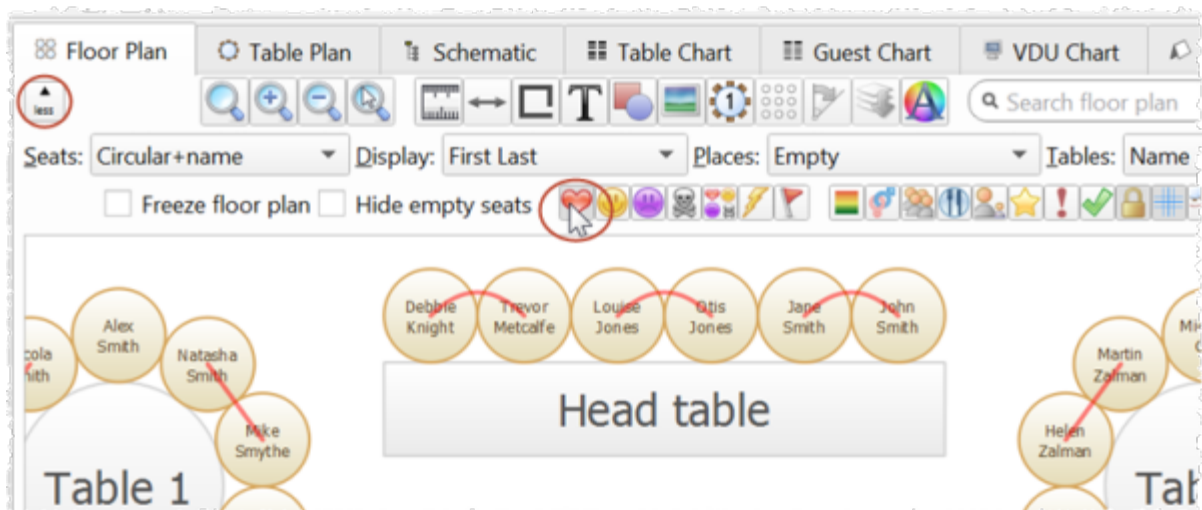 Floor Plan Table Plan Schematic Table Chart Guest Chart VDU Chart
less T 1 A Search floor plan
Seats: Circular+name Display: First Last Places: Empty Tables: Name
Freeze floor plan Hide empty seats
Debbie Knight
Trevor Metcalfe
Louise Jones
Otis Jones
Jane Smith
John Smith
Alex Smith
Natasha Smith
Mike Smythe
Martin Zalman
Helen Zalman
Head table
Table 1